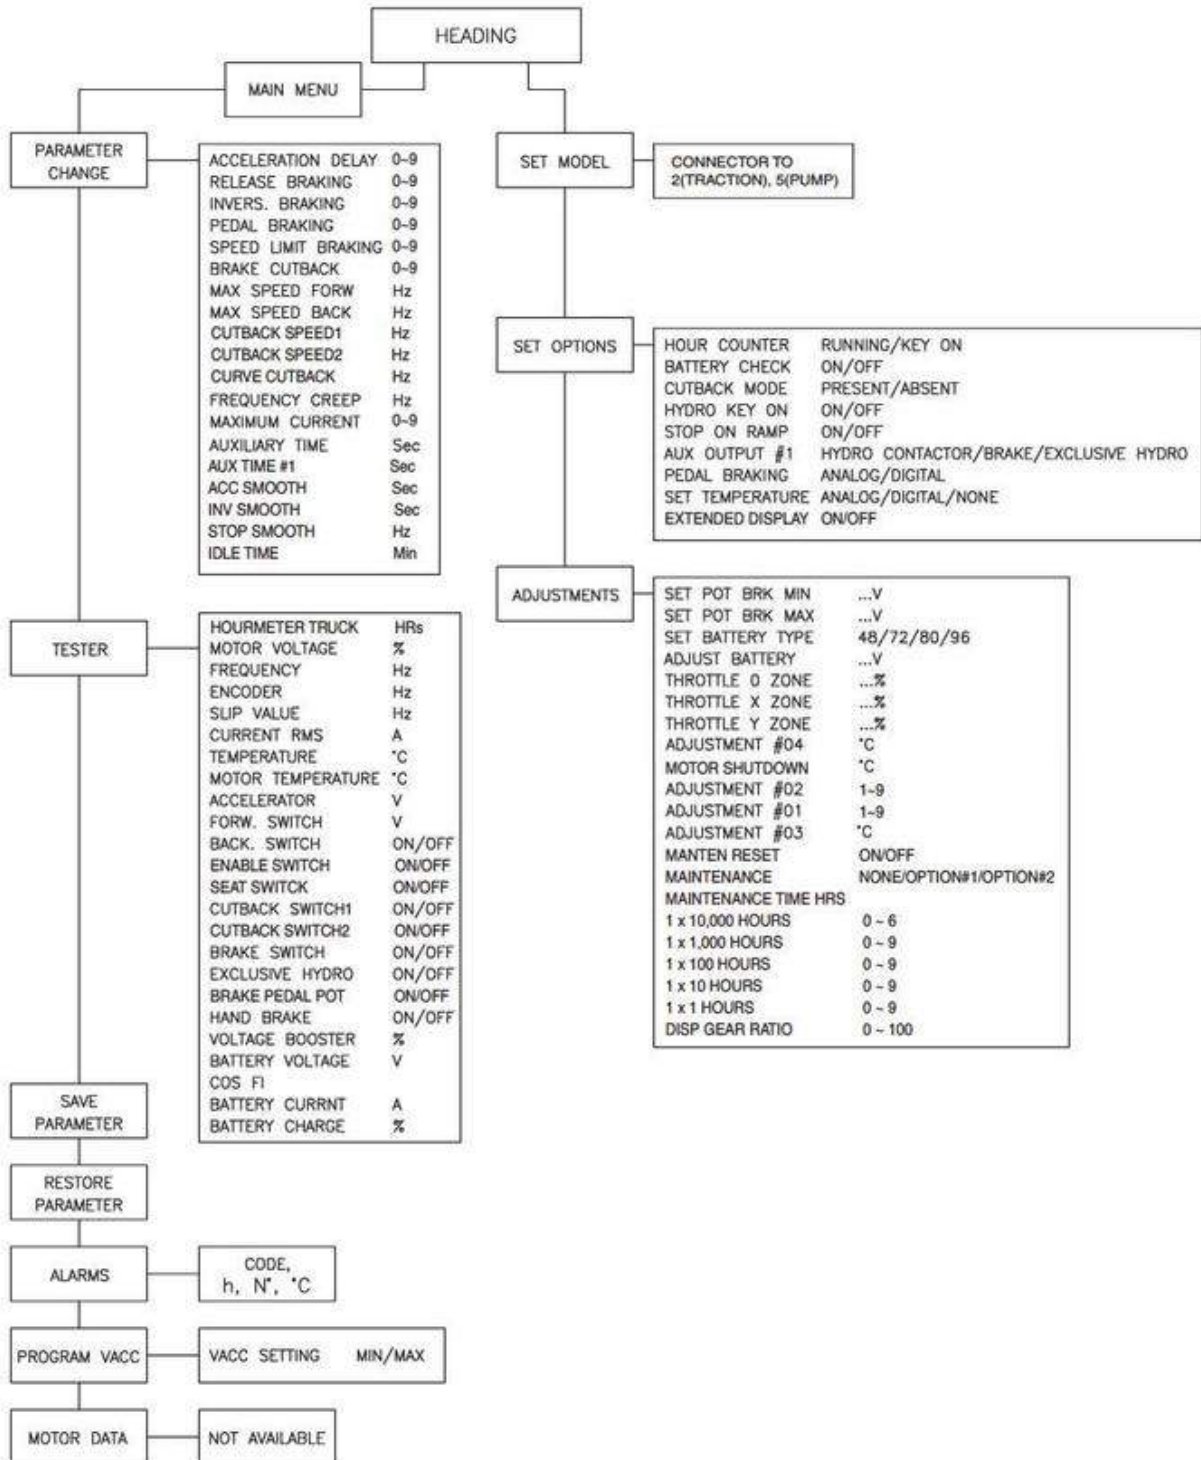 HEADING
MAIN MENU
PARAMETER
CHANGE
ACCELERATION DELAY 0~9
RELEASE BRAKING 0~9
INVERS. BRAKING 0~9
PEDAL BRAKING 0~9
SPEED LIMIT BRAKING 0~9
BRAKE CUTBACK 0~9
MAX SPEED FORW Hz
MAX SPEED BACK Hz
CUTBACK SPEED1 Hz
CUTBACK SPEED2 Hz
CURVE CUTBACK Hz
FREQUENCY CREEP Hz
MAXIMUM CURRENT 0~9
AUXILIARY TIME Sec
AUX TIME #1 Sec
ACC SMOOTH Sec
INV SMOOTH Sec
STOP SMOOTH Hz
IDLE TIME Min
TESTER
HOURMETER TRUCK HRs
MOTOR VOLTAGE %
FREQUENCY Hz
ENCODER Hz
SLIP VALUE Hz
CURRENT RMS A
TEMPERATURE °C
MOTOR TEMPERATURE °C
ACCELERATOR V
FORW. SWITCH V
BACK. SWITCH ON/OFF
ENABLE SWITCH ON/OFF
SEAT SWITCK ON/OFF
CUTBACK SWITCH1 ON/OFF
CUTBACK SWITCH2 ON/OFF
BRAKE SWITCH ON/OFF
EXCLUSIVE HYDRO ON/OFF
BRAKE PEDAL POT ON/OFF
HAND BRAKE ON/OFF
VOLTAGE BOOSTER %
BATTERY VOLTAGE V
COS FI
BATTERY CURRNT A
BATTERY CHARGE %
SAVE
PARAMETER
RESTORE
PARAMETER
ALARMS
CODE,
h, N°, °C
PROGRAM VACC
VACC SETTING MIN/MAX
MOTOR DATA
NOT AVAILABLE
SET MODEL
CONNECTOR TO
2(TRACTION), 5(PUMP)
SET OPTIONS
HOUR COUNTER RUNNING/KEY ON
BATTERY CHECK ON/OFF
CUTBACK MODE PRESENT/ABSENT
HYDRO KEY ON ON/OFF
STOP ON RAMP ON/OFF
AUX OUTPUT #1 HYDRO CONTACTOR/BRAKE/EXCLUSIVE HYDRO
PEDAL BRAKING ANALOG/DIGITAL
SET TEMPERATURE ANALOG/DIGITAL/NONE
EXTENDED DISPLAY ON/OFF
ADJUSTMENTS
SET POT BRK MIN ...V
SET POT BRK MAX ...V
SET BATTERY TYPE 48/72/80/96
ADJUST BATTERY ...V
THROTTLE 0 ZONE ...%
THROTTLE X ZONE ...%
THROTTLE Y ZONE ...%
ADJUSTMENT #04 °C
MOTOR SHUTDOWN °C
ADJUSTMENT #02 1~9
ADJUSTMENT #01 1~9
ADJUSTMENT #03 °C
MANTEN RESET ON/OFF
MAINTENANCE NONE/OPTION#1/OPTION#2
MAINTENANCE TIME HRS
1 x 10,000 HOURS 0 ~ 6
1 x 1,000 HOURS 0 ~ 9
1 x 100 HOURS 0 ~ 9
1 x 10 HOURS 0 ~ 9
1 x 1 HOURS 0 ~ 9
DISP GEAR RATIO 0 ~ 100